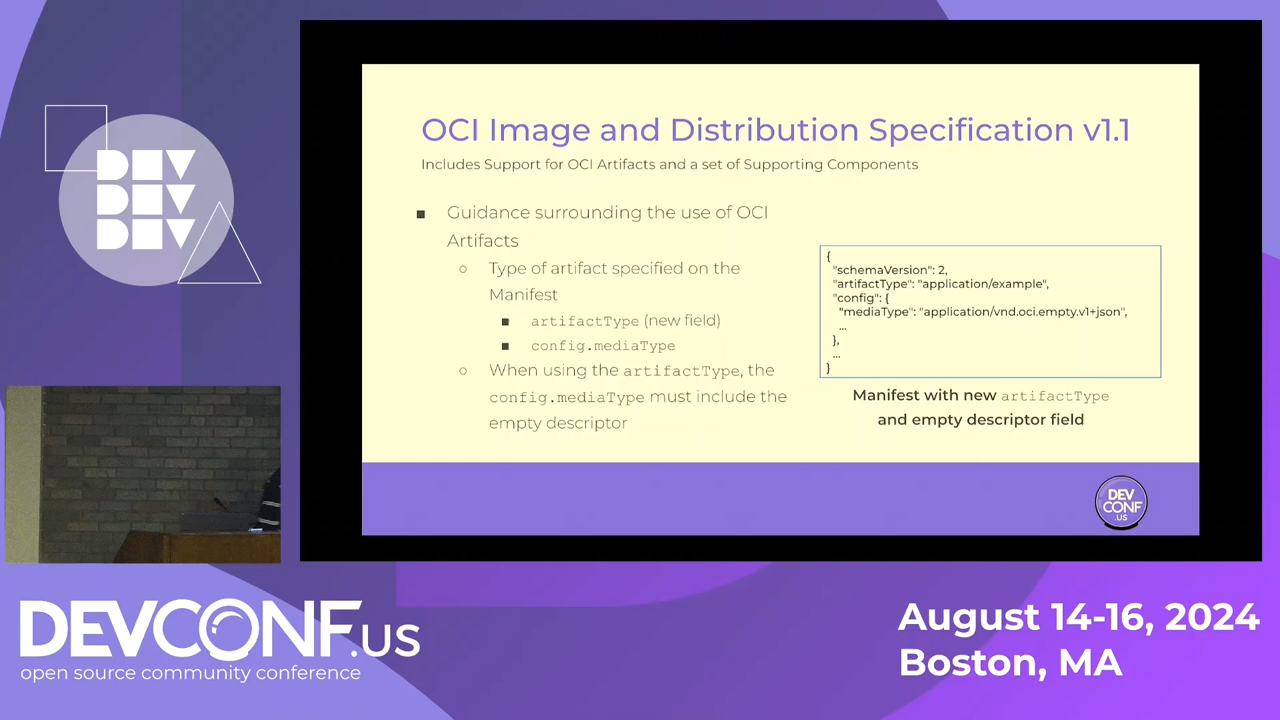 DEV
DEV
DEV
OCI Image and Distribution Specification v1.1
Includes Support for OCI Artifacts and a set of Supporting Components
■ Guidance surrounding the use of OCI
Artifacts
○ Type of artifact specified on the
Manifest
■ artifactType (new field)
■ config.mediaType
○ When using the artifactType, the
config.mediaType must include the
empty descriptor
{
"schemaVersion": 2,
"artifactType": "application/example",
"config": {
"mediaType": "application/vnd.oci.empty.v1+json",
...
},
...
}
Manifest with new artifactType
and empty descriptor field
DEV
CONF
.US
DEVCONF.US
open source community conference
August 14-16, 2024
Boston, MA